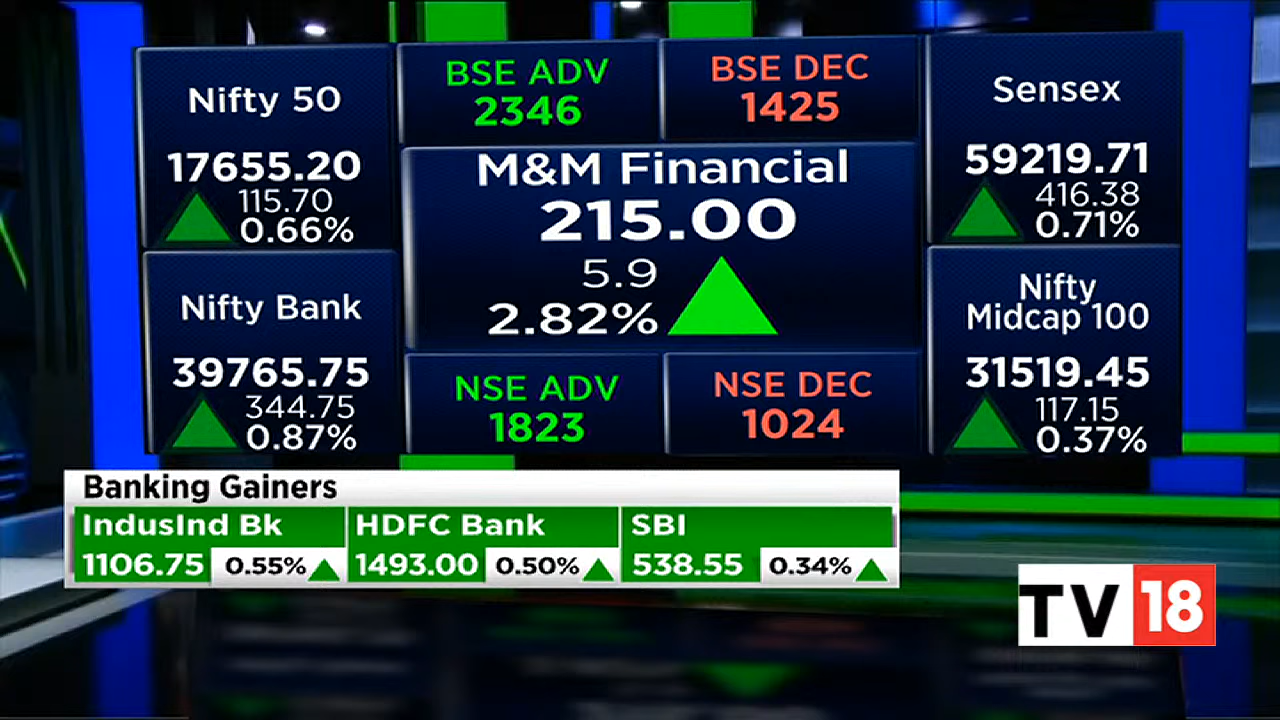 Nifty 50
17655.20
115.70
0.66%
BSE ADV
2346
BSE DEC
1425
Sensex
59219.71
416.38
0.71%
M&M Financial
215.00
5.9
2.82%
Nifty Bank
39765.75
344.75
0.87%
NSE ADV
1823
NSE DEC
1024
Nifty
Midcap 100
31519.45
117.15
0.37%
Banking Gainers
IndusInd Bk
1106.75 0.55%
HDFC Bank
1493.00 0.50%
SBI
538.55 0.34%
TV18